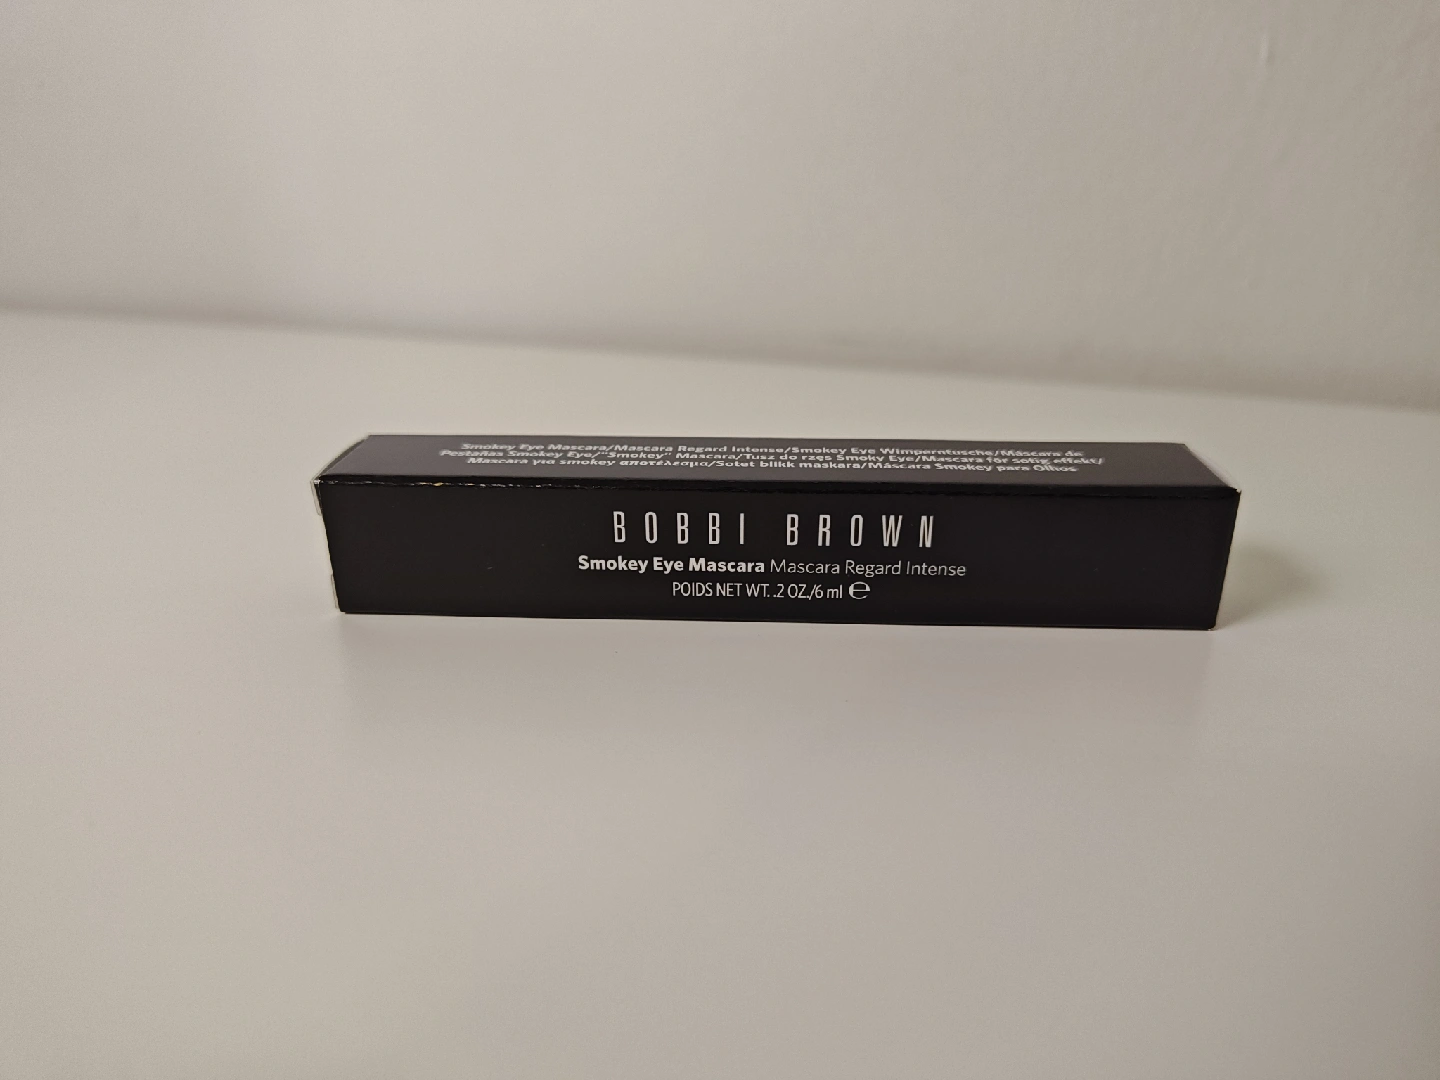 Smokey Eye Mascara/Mascara Regard Intense/Smokey Eye Wimperntusche/Máscara de
Pestañas Smokey Eye/"Smokey" Mascara/Tusz do rzęs Smoky Eye/Mascara för sotig effekt/
Mascara για smokey αποτέλεσμα/Sötét blikk maskara/Máscara Smokey para Olhos
BOBBI BROWN
Smokey Eye Mascara Mascara Regard Intense
POIDS NET WT. .2 OZ./6 ml ℮